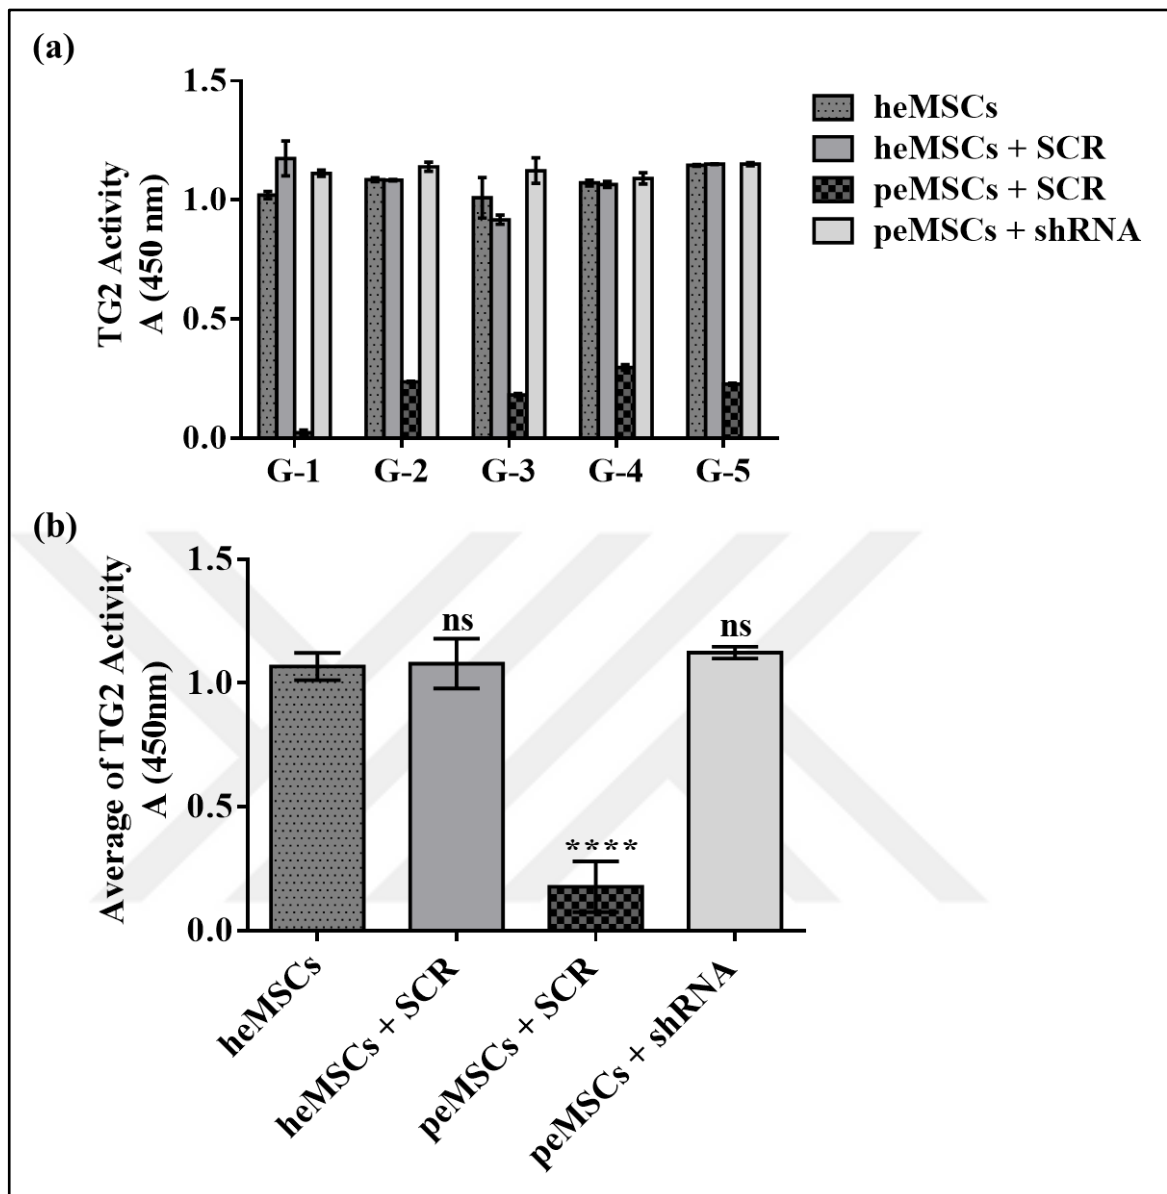 (a)
TG2 Activity
A (450 nm)
1.5
1.0
0.5
0.0
G-1 G-2 G-3 G-4 G-5
heMSCs
heMSCs + SCR
peMSCs + SCR
peMSCs + shRNA
(b)
Average of TG2 Activity
A (450nm)
1.5
1.0
0.5
0.0
ns
****
ns
heMSCs
heMSCs + SCR
peMSCs + SCR
peMSCs + shRNA